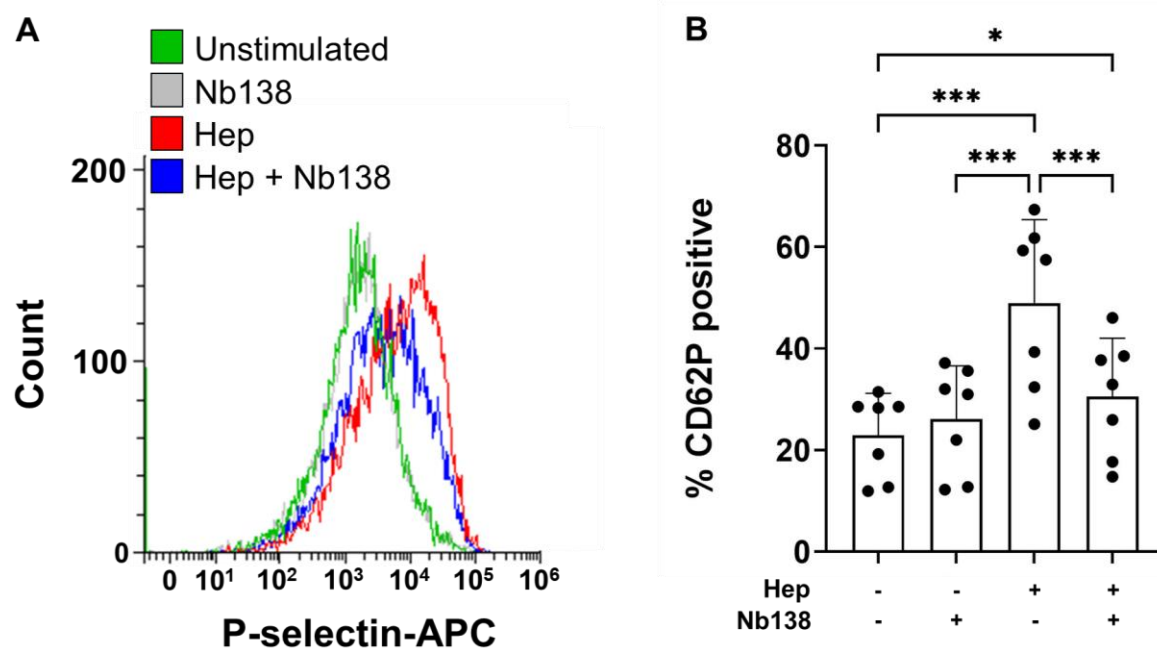 A
Unstimulated
Nb138
Hep
Hep + Nb138
200
100
0
Count
0 10¹ 10² 10³ 10⁴ 10⁵ 10⁶
P-selectin-APC
B
*
***
*** ***
80
60
40
20
0
% CD62P positive
Hep - - + +
Nb138 - + - +